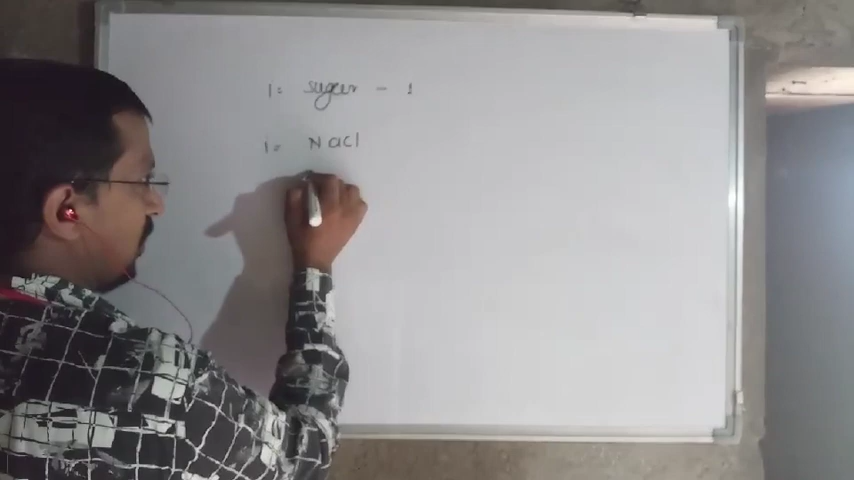 i= sugar - 1
i= Nacl